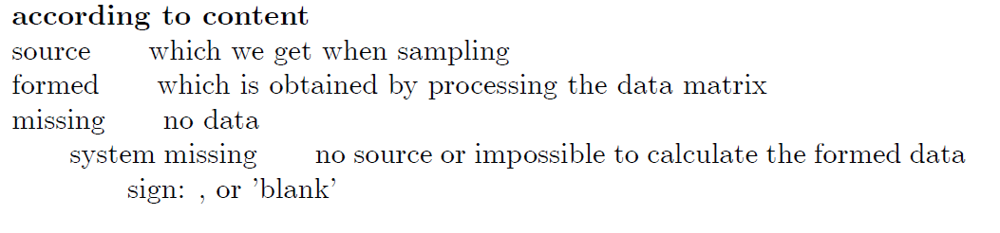 according to content
source which we get when sampling
formed which is obtained by processing the data matrix
missing no data
system missing no source or impossible to calculate the formed data
sign: , or 'blank'